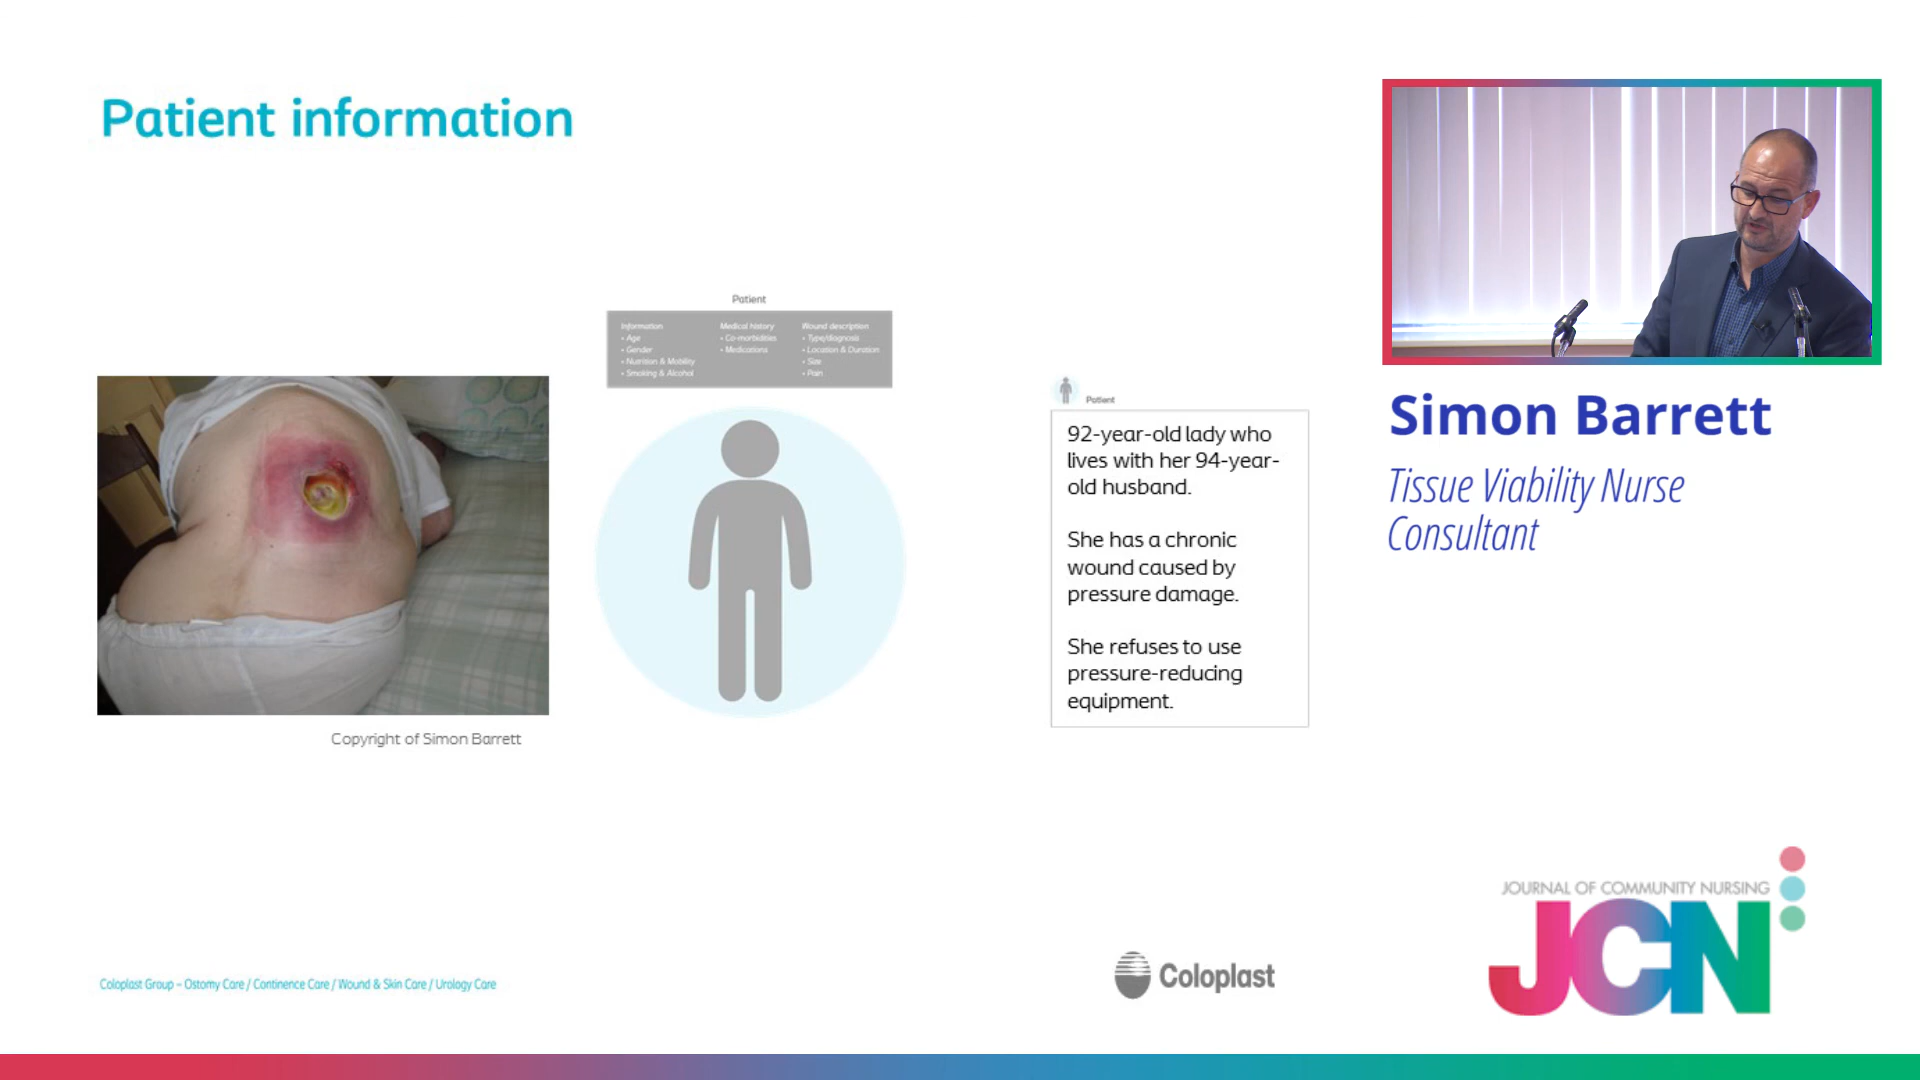 Patient information
Patient
Information
• Age
• Gender
• Nutrition & Mobility
• Smoking & Alcohol
Medical history
• Co-morbidities
• Medications
Wound description
• Type/diagnosis
• Location & Duration
• Size
• Pain
Copyright of Simon Barrett
Patient
92-year-old lady who
lives with her 94-year-
old husband.
She has a chronic
wound caused by
pressure damage.
She refuses to use
pressure-reducing
equipment.
Simon Barrett
Tissue Viability Nurse
Consultant
Coloplast Group – Ostomy Care / Continence Care / Wound & Skin Care / Urology Care
Coloplast
JOURNAL OF COMMUNITY NURSING
JCN